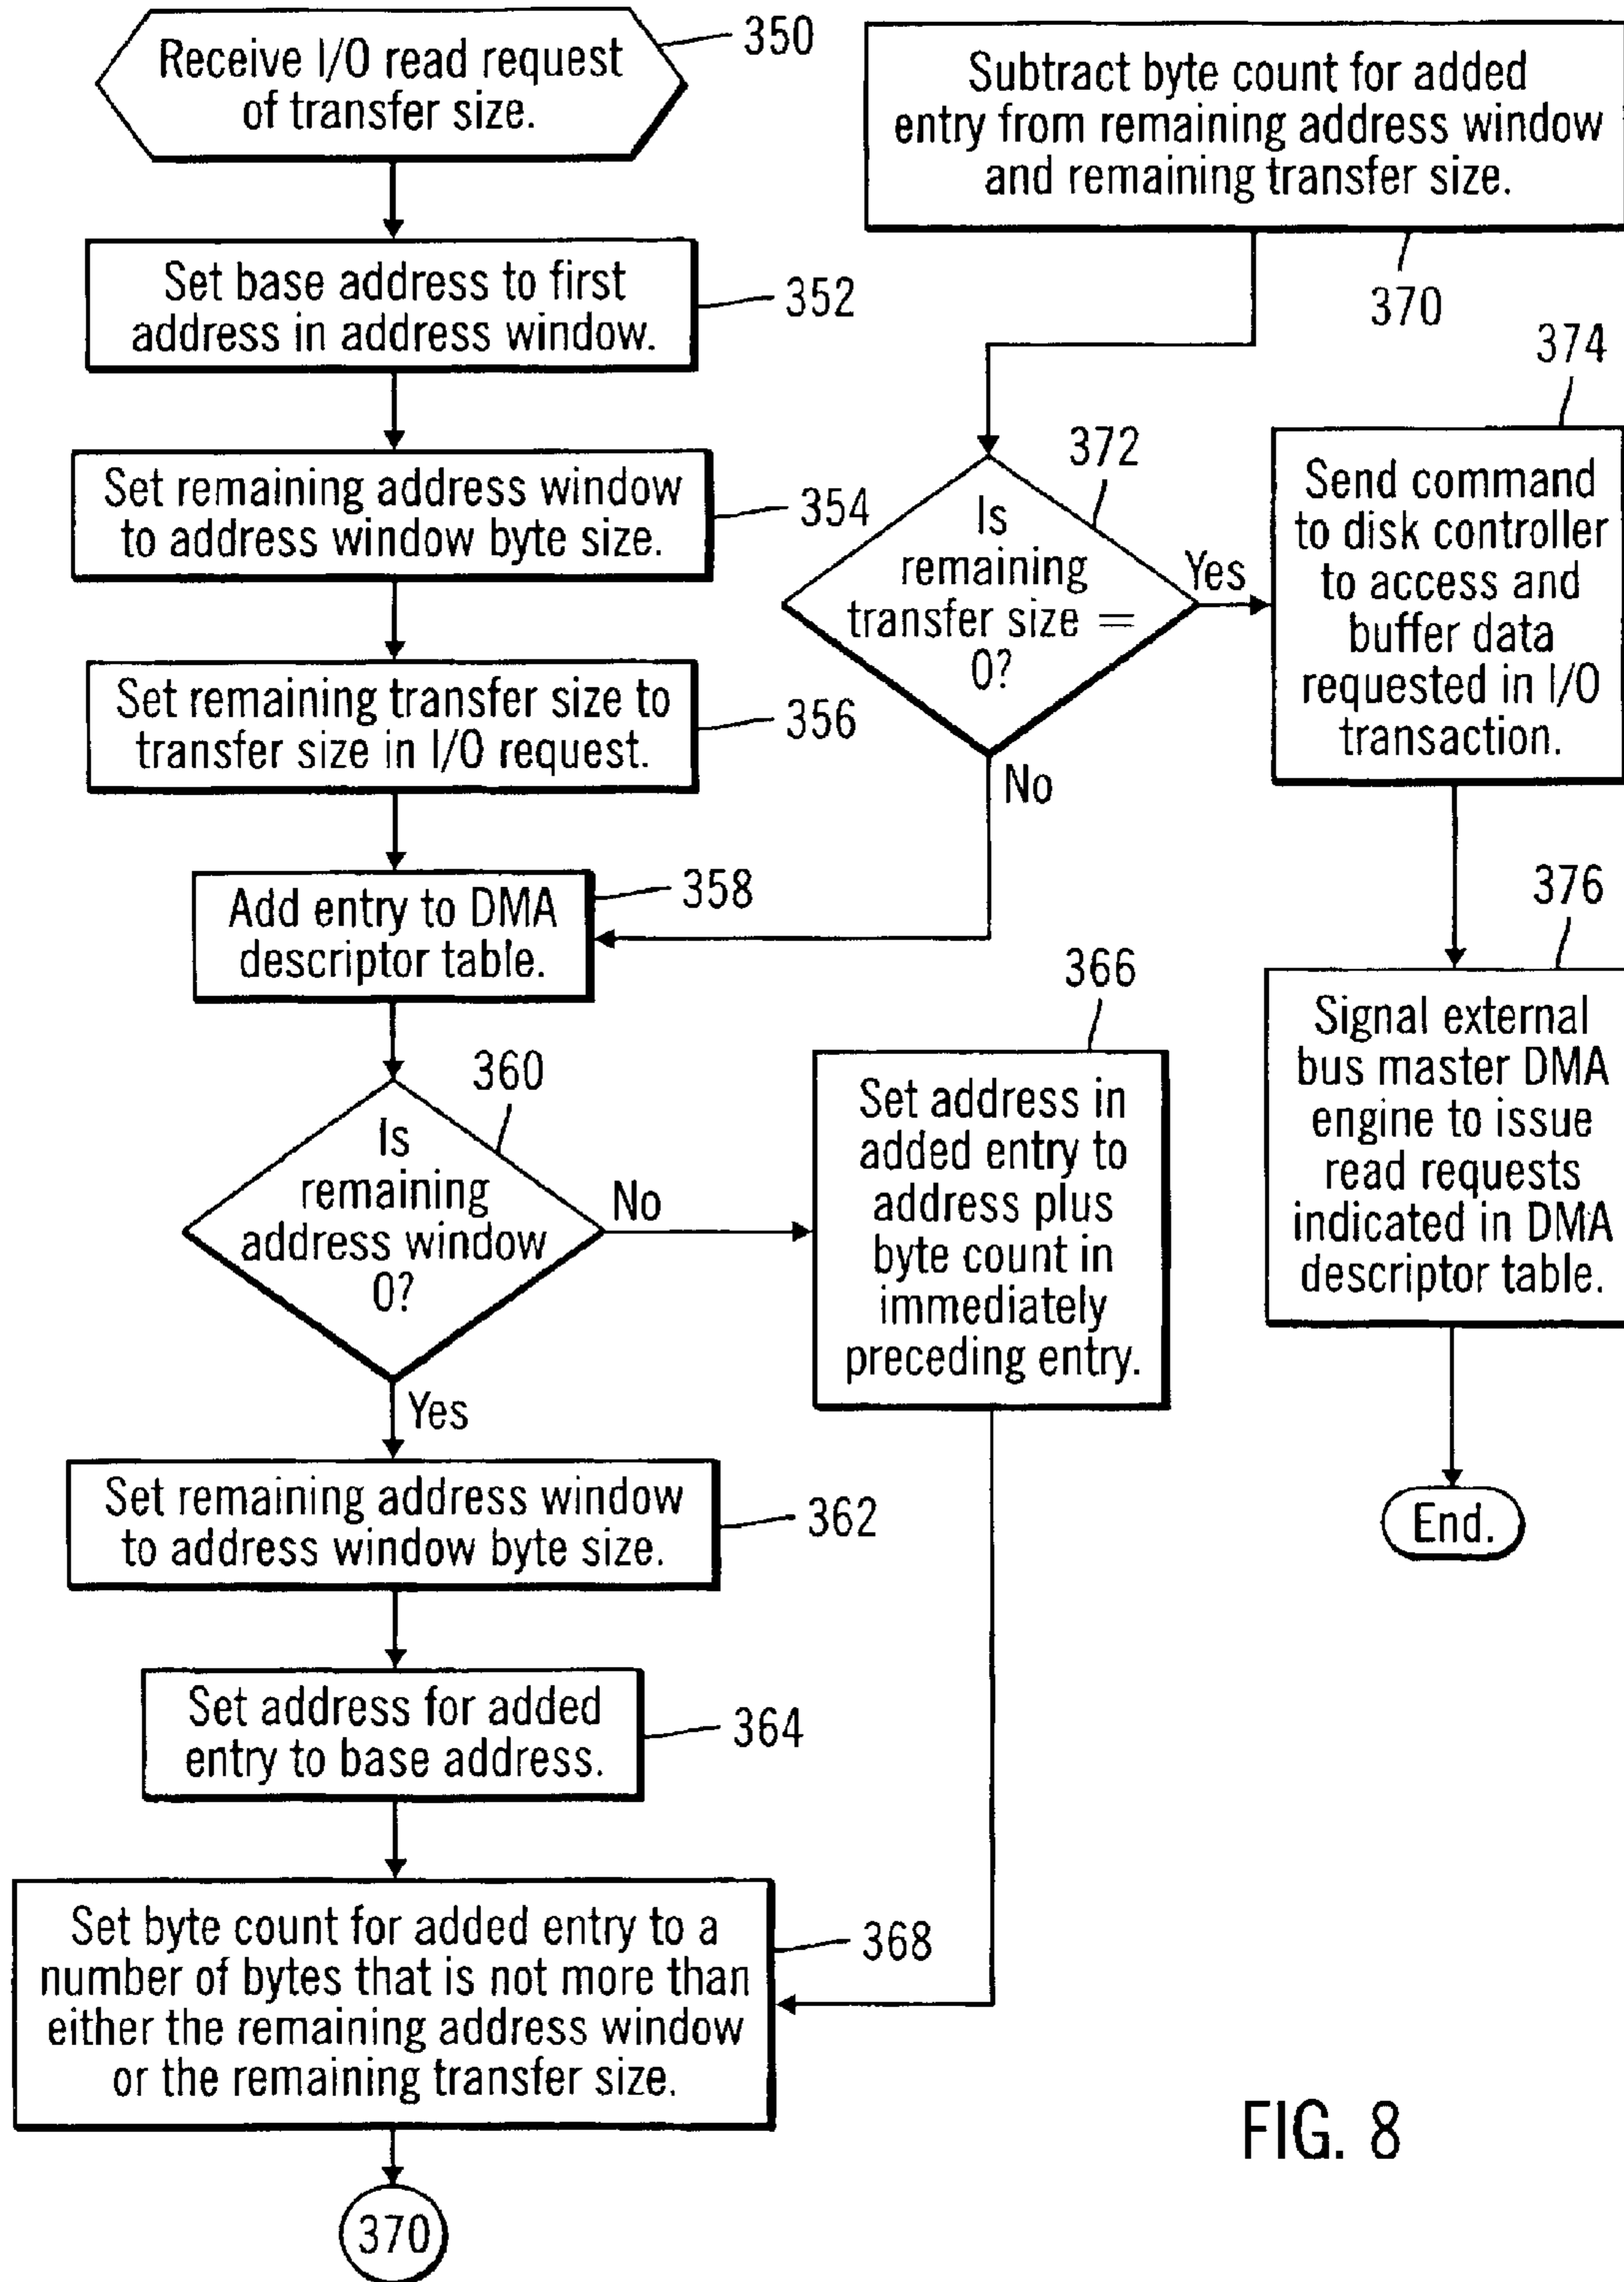 Receive I/O read request
of transfer size.
350
Set base address to first
address in address window.
352
Set remaining address window
to address window byte size.
354
Set remaining transfer size to
transfer size in I/O request.
356
Add entry to DMA
descriptor table.
358
Is
remaining
address window
0?
360
No
Yes
Set address in
added entry to
address plus
byte count in
immediately
preceding entry.
366
Set remaining address window
to address window byte size.
362
Set address for added
entry to base address.
364
Set byte count for added entry to a
number of bytes that is not more than
either the remaining address window
or the remaining transfer size.
368
370
Subtract byte count for added
entry from remaining address window
and remaining transfer size.
370
Is
remaining
transfer size =
0?
372
Yes
No
Send command
to disk controller
to access and
buffer data
requested in I/O
transaction.
374
Signal external
bus master DMA
engine to issue
read requests
indicated in DMA
descriptor table.
376
End.
FIG. 8